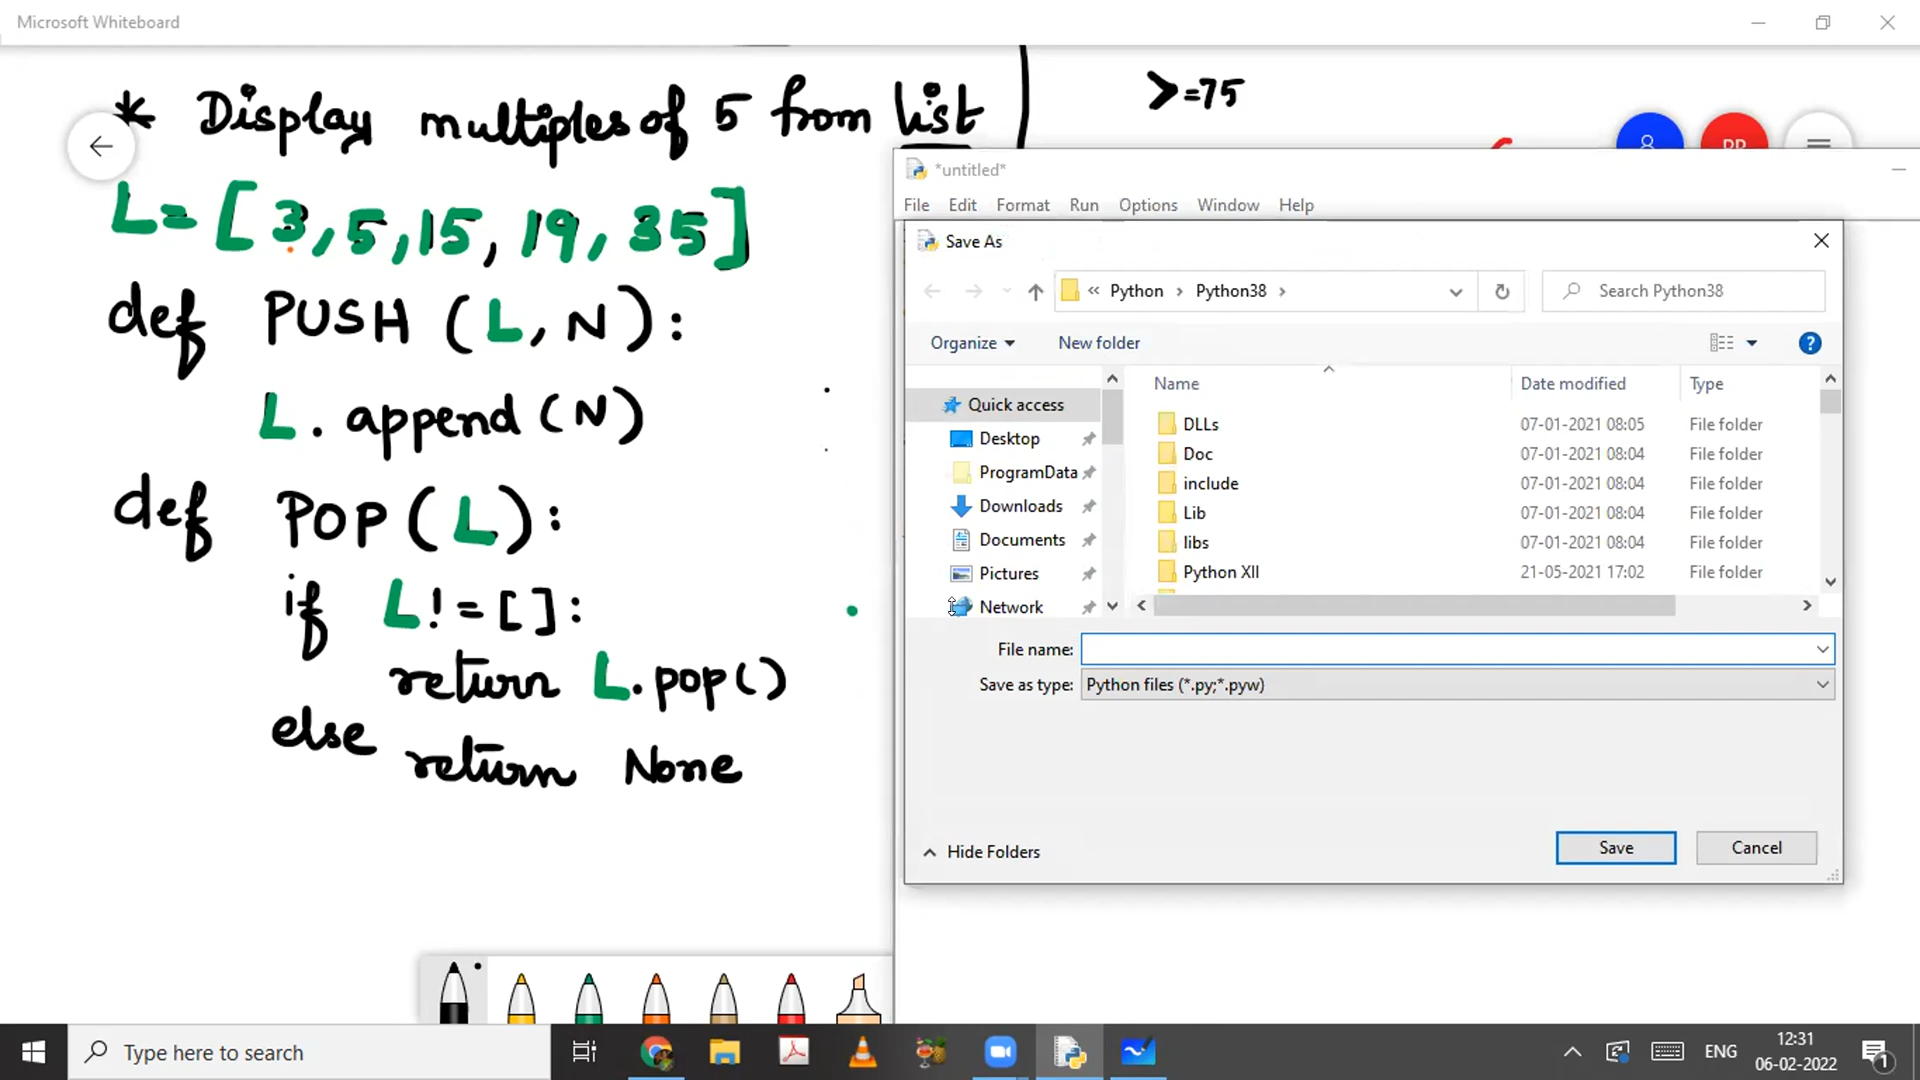 Microsoft Whiteboard
* Display multiples of 5 from list
>=75
L= [3,5,15, 19, 35]
def PUSH (L, N):
L. append(N)
def POP(L):
if L!=[]:
return L.pop()
else return None
*untitled*
File Edit Format Run Options Window Help
Save As
« Python › Python38 ›
Search Python38
Organize
New folder
Name Date modified Type
Quick access
Desktop
ProgramData
Downloads
Documents
Pictures
Network
DLLs 07-01-2021 08:05 File folder
Doc 07-01-2021 08:04 File folder
include 07-01-2021 08:04 File folder
Lib 07-01-2021 08:04 File folder
libs 07-01-2021 08:04 File folder
Python XII 21-05-2021 17:02 File folder
File name:
Save as type: Python files (*.py;*.pyw)
Hide Folders
Save
Cancel
Type here to search
ENG
12:31
06-02-2022
1